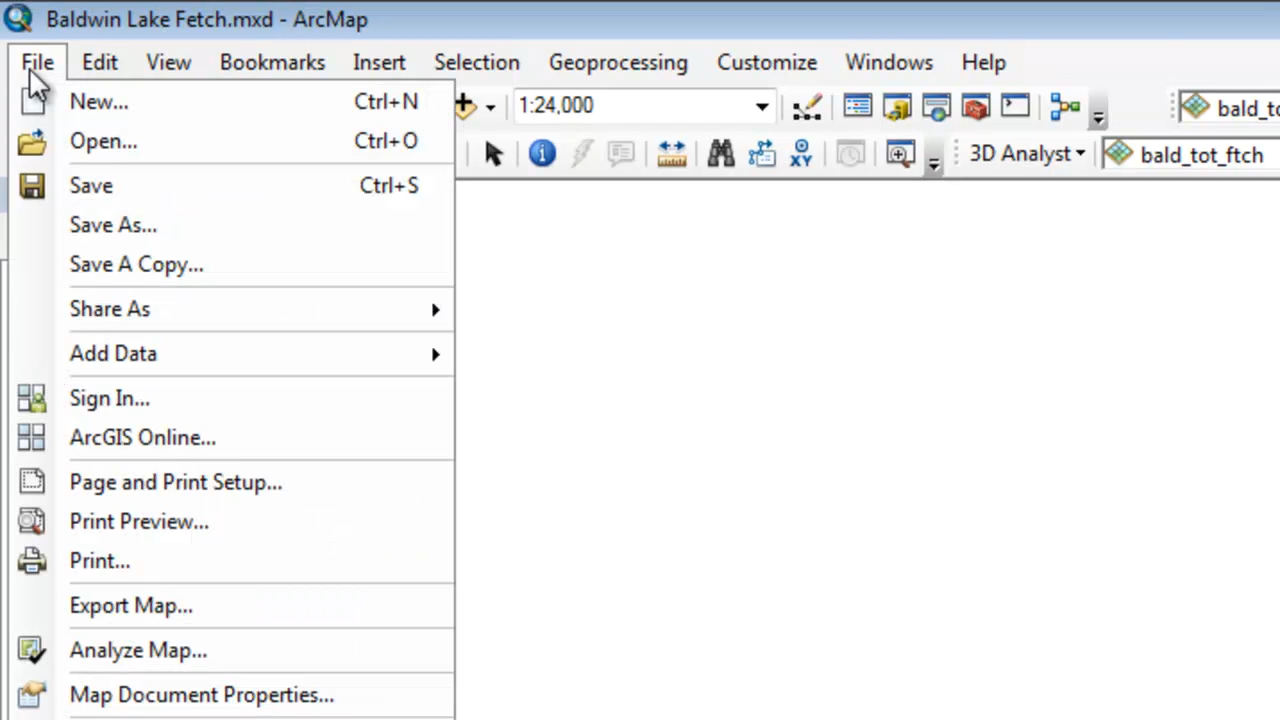 Baldwin Lake Fetch.mxd - ArcMap
File Edit View Bookmarks Insert Selection Geoprocessing Customize Windows Help
New... Ctrl+N
1:24,000
Open... Ctrl+O
3D Analyst
bald_tot_ftch
Save Ctrl+S
Save As...
Save A Copy...
Share As
Add Data
Sign In...
ArcGIS Online...
Page and Print Setup...
Print Preview...
Print...
Export Map...
Analyze Map...
Map Document Properties...